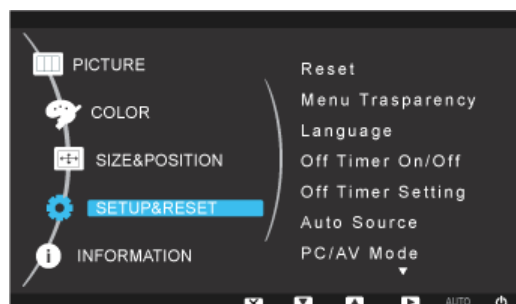 PICTURE
COLOR
SIZE&POSITION
SETUP&RESET
INFORMATION
Reset
Menu Trasparency
Language
Off Timer On/Off
Off Timer Setting
Auto Source
PC/AV Mode
AUTO